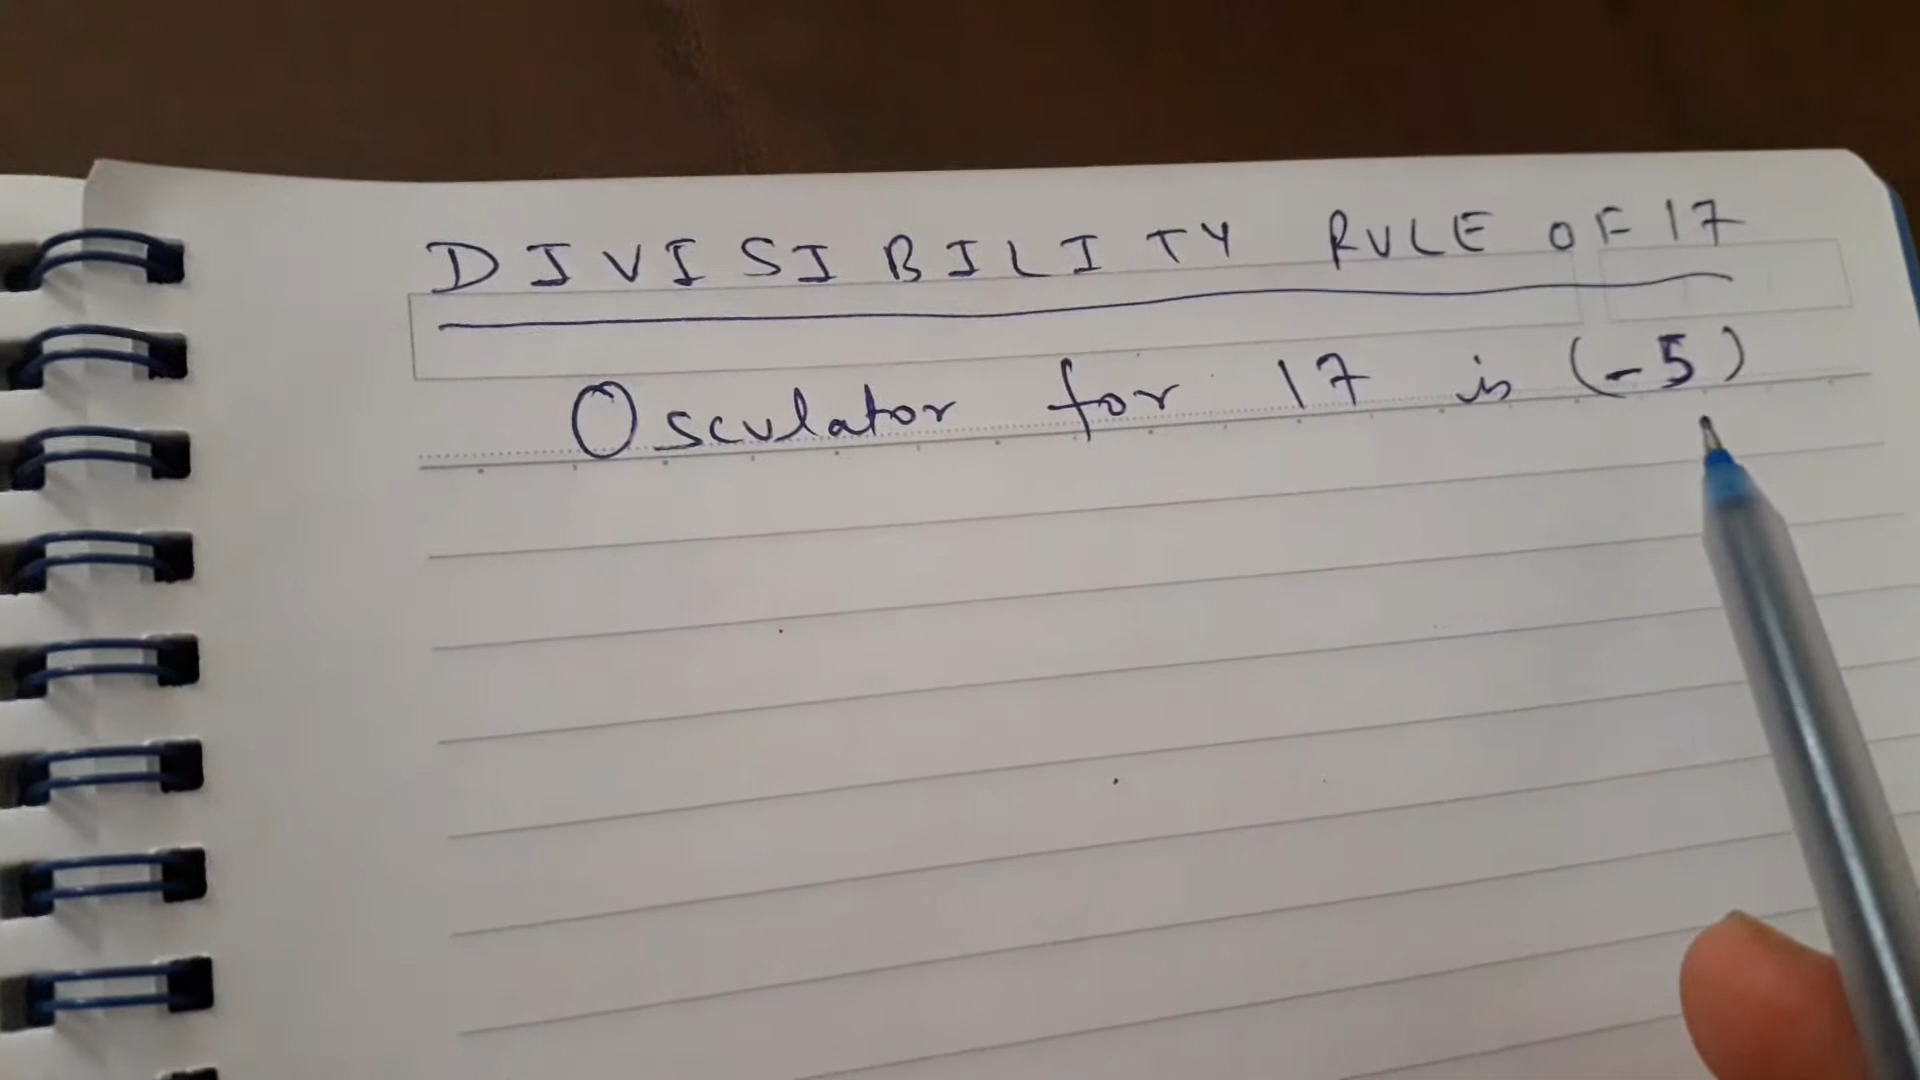 DIVISIBILITY RULE OF 17
Osculator for 17 is (-5)